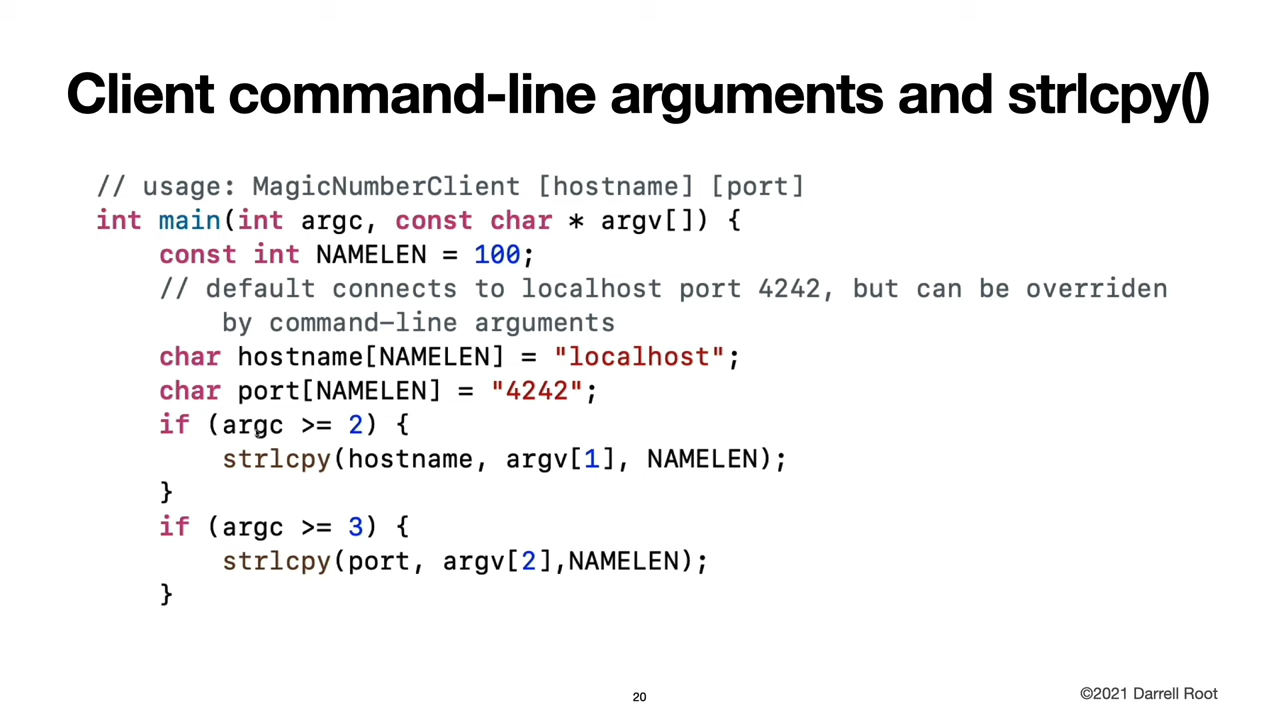 Client command-line arguments and strlcpy()
// usage: MagicNumberClient [hostname] [port]
int main(int argc, const char * argv[]) {
    const int NAMELEN = 100;
    // default connects to localhost port 4242, but can be overriden
        by command-line arguments
    char hostname[NAMELEN] = "localhost";
    char port[NAMELEN] = "4242";
    if (argc >= 2) {
        strlcpy(hostname, argv[1], NAMELEN);
    }
    if (argc >= 3) {
        strlcpy(port, argv[2],NAMELEN);
    }
20
©2021 Darrell Root